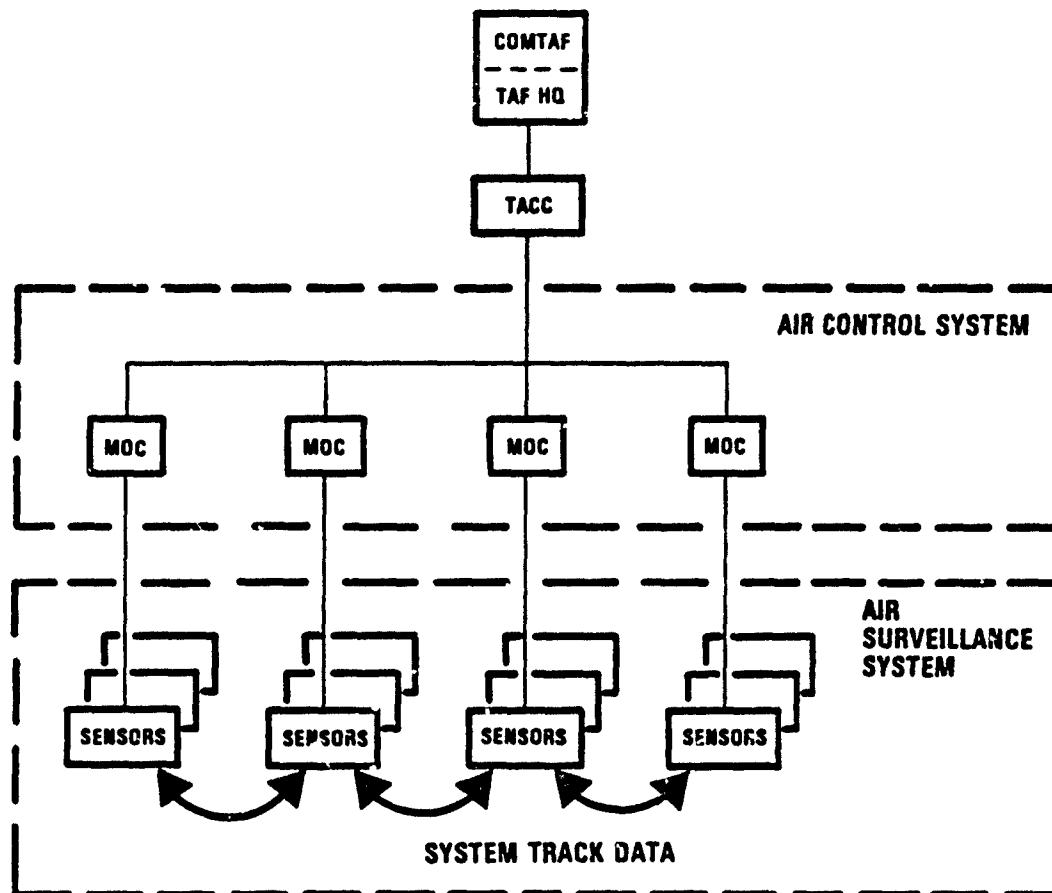 COMTAF
TAF HQ
TACC
AIR CONTROL SYSTEM
MOC
MOC
MOC
MOC
AIR
SURVEILLANCE
SYSTEM
SENSORS
SENSORS
SENSORS
SENSORS
SYSTEM TRACK DATA